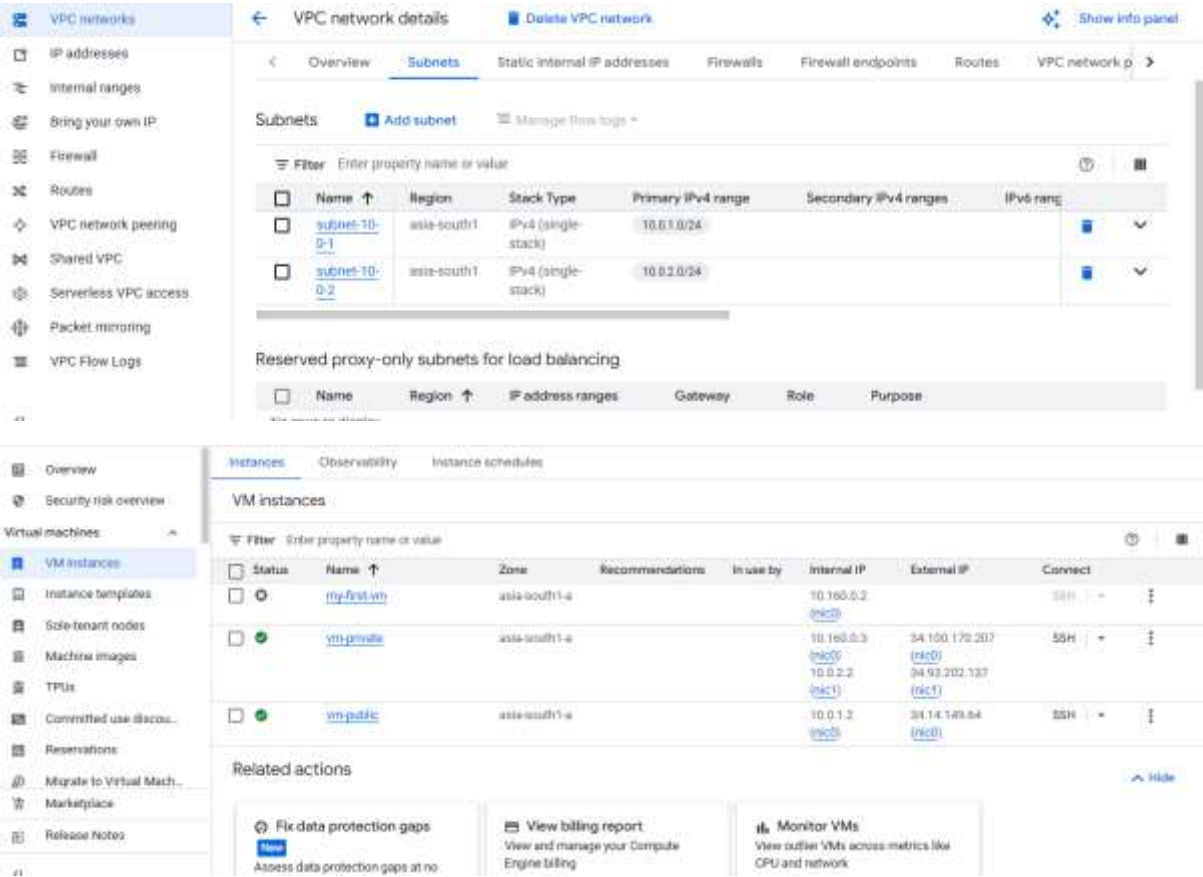 VPC networks
IP addresses
Internal ranges
Bring your own IP
Firewall
Routes
VPC network peering
Shared VPC
Serverless VPC access
Packet mirroring
VPC Flow Logs
VPC network details
Delete VPC network
Show info panel
Overview
Subnets
Static internal IP addresses
Firewalls
Firewall endpoints
Routes
VPC network p
Subnets
Add subnet
Manage flow logs
Filter Enter property name or value
Name Region Stack Type Primary IPv4 range Secondary IPv4 ranges IPv6 rang
subnet-10- asia-south1 IPv4 (single- 10.0.1.0/24
0-1 stack)
subnet-10- asia-south1 IPv4 (single- 10.0.2.0/24
0-2 stack)
Reserved proxy-only subnets for load balancing
Name Region IP address ranges Gateway Role Purpose
Overview
Security risk overview
Virtual machines
VM instances
Instance templates
Sole-tenant nodes
Machine images
TPUs
Committed use discou...
Reservations
Migrate to Virtual Mach...
Marketplace
Release Notes
Instances Observability Instance schedules
VM instances
Filter Enter property name or value
Status Name Zone Recommendations In use by Internal IP External IP Connect
my-first-vm asia-south1-a 10.160.0.2 SSH
(nic0)
vm-private asia-south1-a 10.160.0.3 34.100.170.207 SSH
(nic0) (nic0)
10.0.2.2 34.93.202.137
(nic1) (nic1)
vm-public asia-south1-a 10.0.1.2 34.14.149.64 SSH
(nic0) (nic0)
Related actions
Hide
Fix data protection gaps
New
Assess data protection gaps at no
View billing report
View and manage your Compute
Engine billing
Monitor VMs
View outlier VMs across metrics like
CPU and network